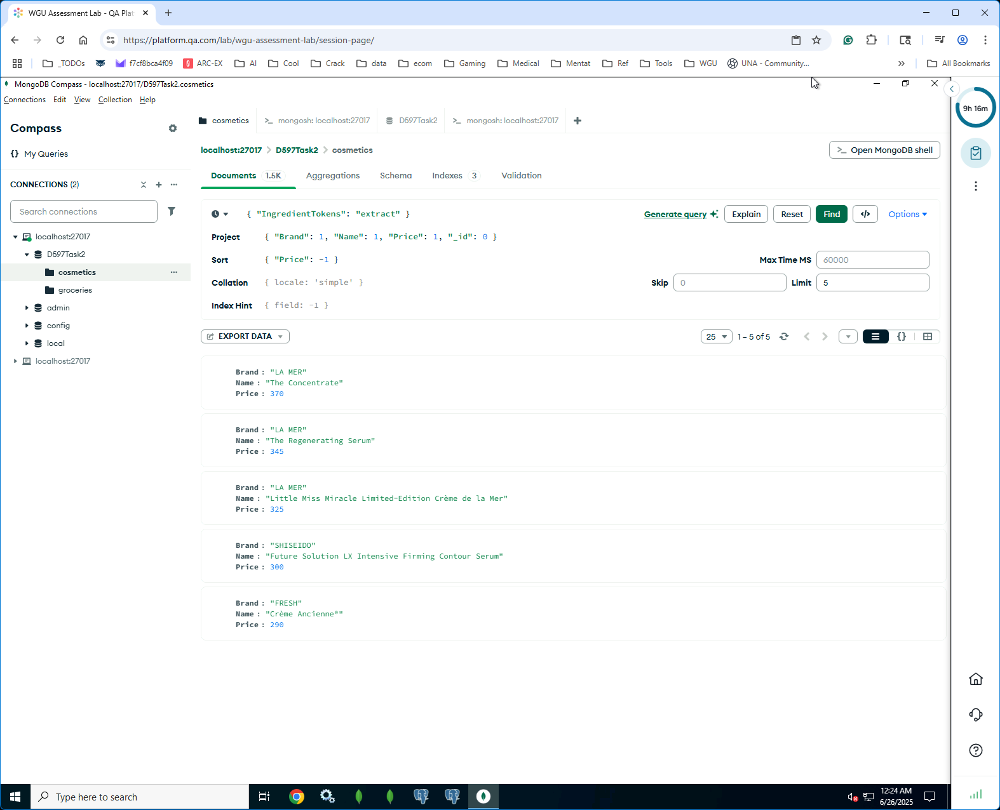 WGU Assessment Lab - QA Plat
https://platform.qa.com/lab/wgu-assessment-lab/session-page/
_TODOs
f7cf8bca4f09
ARC-EX
AI
Cool
Crack
data
ecom
Gaming
Medical
Mentat
Ref
Tools
WGU
UNA - Community...
All Bookmarks
MongoDB Compass - localhost:27017/D597Task2.cosmetics
Connections Edit View Collection Help
9h 16m
Compass
My Queries
CONNECTIONS (2)
Search connections
localhost:27017
D597Task2
cosmetics
groceries
admin
config
local
localhost:27017
cosmetics
mongosh: localhost:27017
D597Task2
mongosh: localhost:27017
localhost:27017 > D597Task2 > cosmetics
Open MongoDB shell
Documents 1.5K
Aggregations
Schema
Indexes 3
Validation
{ "IngredientTokens": "extract" }
Generate query
Explain
Reset
Find
Options
Project { "Brand": 1, "Name": 1, "Price": 1, "_id": 0 }
Sort { "Price": -1 }
Max Time MS 60000
Collation { locale: 'simple' }
Skip 0
Limit 5
Index Hint { field: -1 }
EXPORT DATA
25
1 – 5 of 5
Brand : "LA MER"
Name : "The Concentrate"
Price : 370
Brand : "LA MER"
Name : "The Regenerating Serum"
Price : 345
Brand : "LA MER"
Name : "Little Miss Miracle Limited-Edition Crème de la Mer"
Price : 325
Brand : "SHISEIDO"
Name : "Future Solution LX Intensive Firming Contour Serum"
Price : 300
Brand : "FRESH"
Name : "Crème Ancienne®"
Price : 290
Type here to search
12:24 AM
6/26/2025